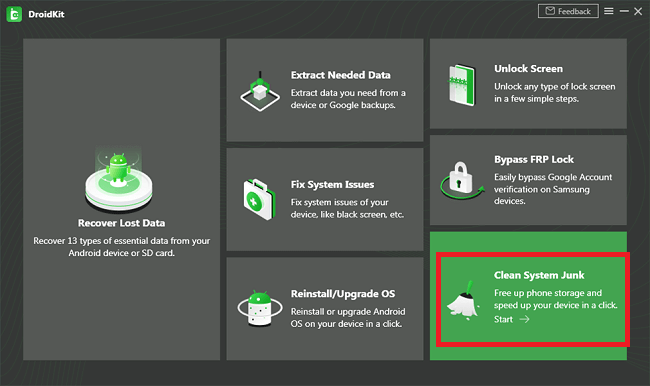 DroidKit
Feedback
Recover Lost Data
Recover 13 types of essential data from your
Android device or SD card.
Extract Needed Data
Extract data you need from a
device or Google backups.
Fix System Issues
Fix system issues of your
device, like black screen, etc.
Reinstall/Upgrade OS
Reinstall or upgrade Android
OS on your device in a click.
Unlock Screen
Unlock any type of lock screen
in a few simple steps.
Bypass FRP Lock
Easily bypass Google Account
verification on Samsung
devices.
Clean System Junk
Free up phone storage and
speed up your device in a click.
Start →